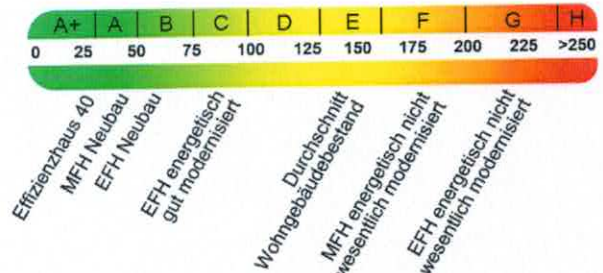 A+ A B C D E F G H
0 25 50 75 100 125 150 175 200 225 >250
Effizienzhaus 40
MFH Neubau
EFH Neubau
EFH energetisch
gut modernisiert
Durchschnitt
Wohngebäudebestand
MFH energetisch nicht
wesentlich modernisiert
EFH energetisch nicht
wesentlich modernisiert